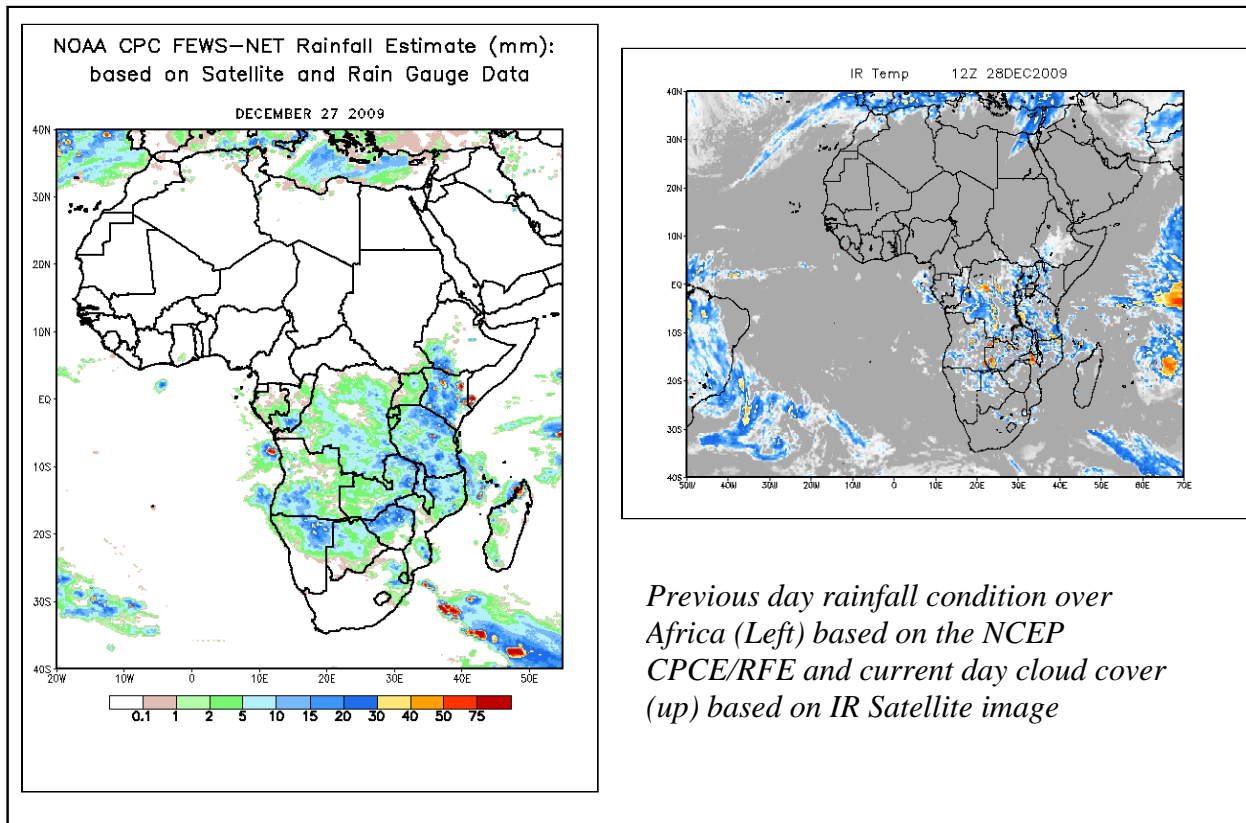 NOAA CPC FEWS-NET Rainfall Estimate (mm):
based on Satellite and Rain Gauge Data
DECEMBER 27 2009
40N
30N
20N
10N
EQ
10S
20S
30S
40S
20W 10W 0 10E 20E 30E 40E 50E
0.1 1 2 5 10 15 20 30 40 50 75
IR Temp 12Z 28DEC2009
40N
30N
20N
10N
EQ
10S
20S
30S
40S
50W 40W 30W 20W 10W 0 10E 20E 30E 40E 50E 60E 70E
Previous day rainfall condition over
Africa (Left) based on the NCEP
CPCE/RFE and current day cloud cover
(up) based on IR Satellite image